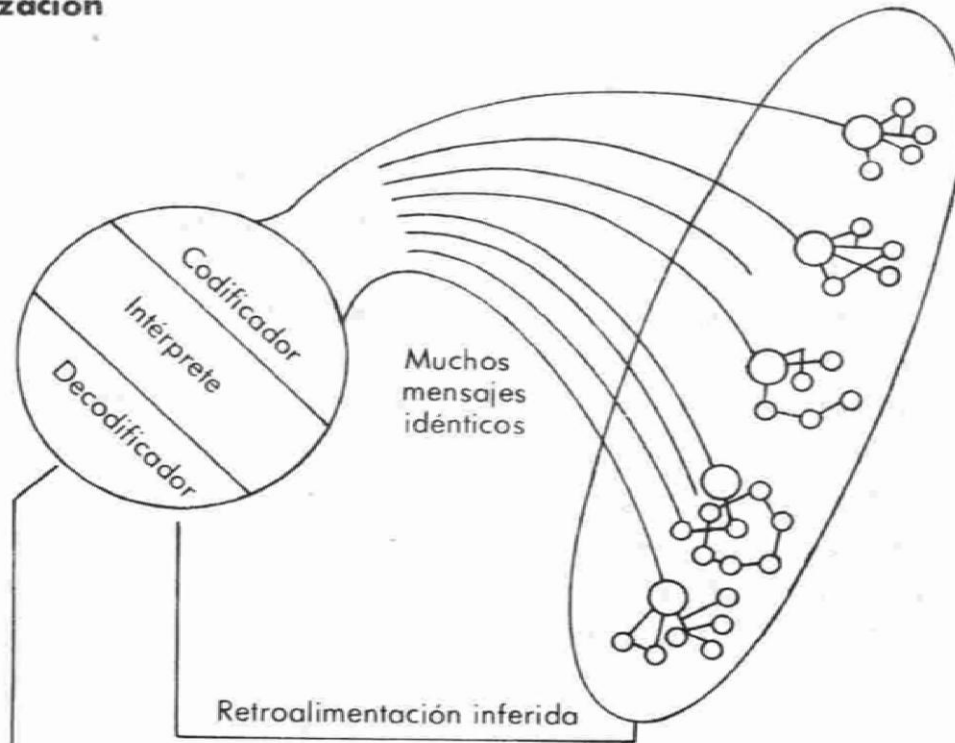 zación
Codificador
Intérprete
Decodificador
Muchos
mensajes
idénticos
Retroalimentación inferida